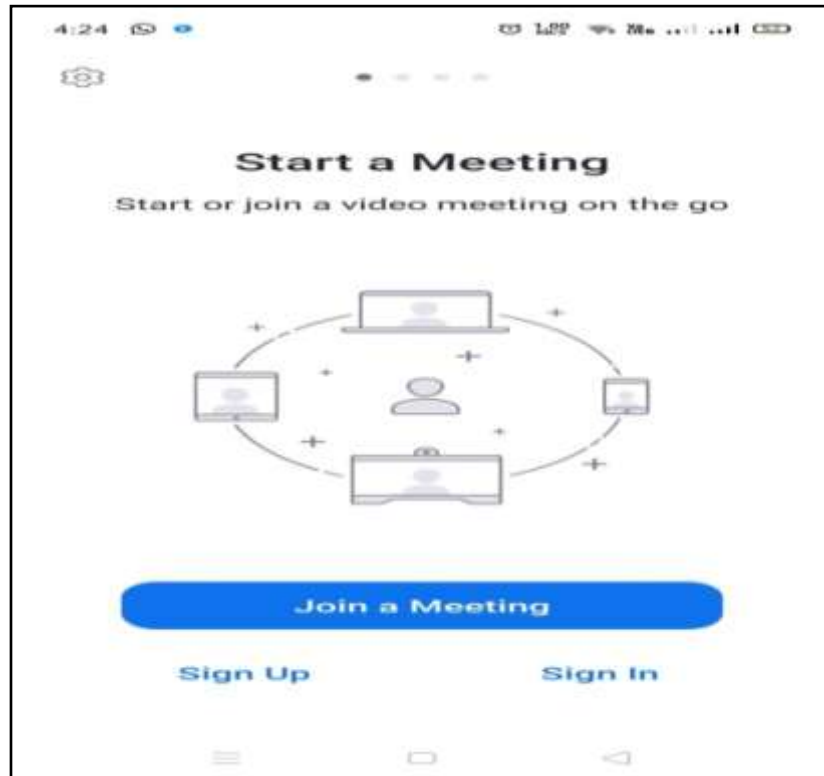 4:24
Start a Meeting
Start or join a video meeting on the go
Join a Meeting
Sign Up
Sign In